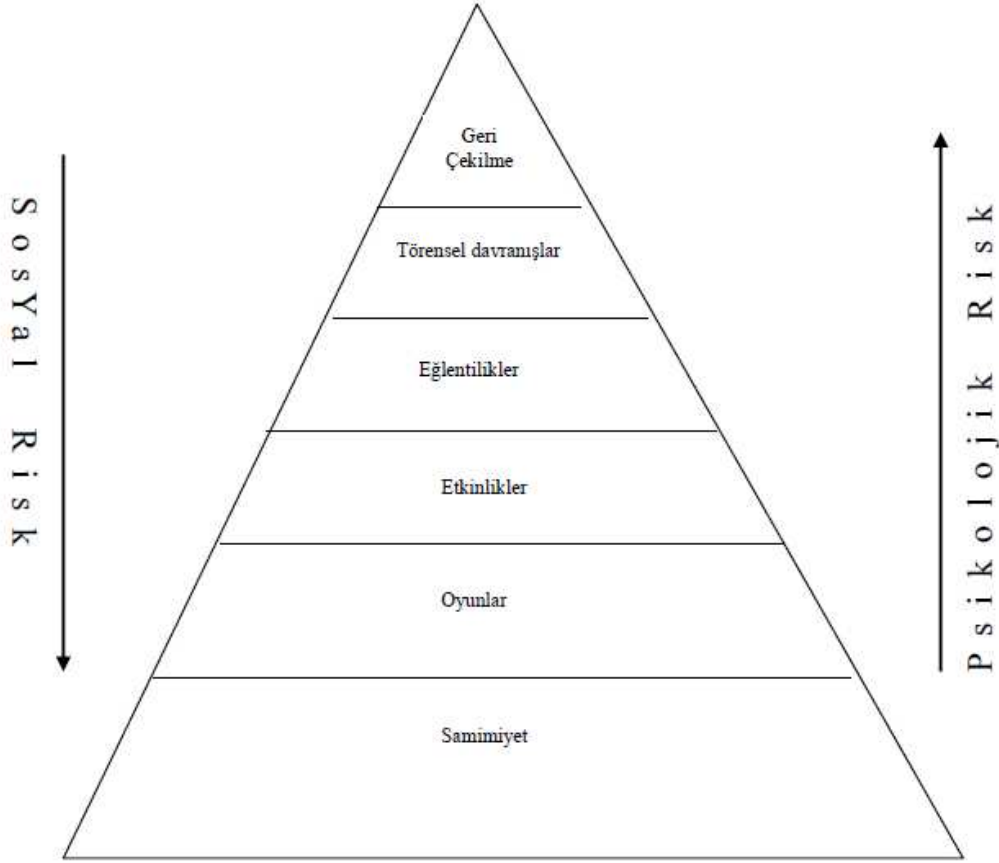 Geri
Çekilme
Törensel davranışlar
Eğlentilikler
Etkinlikler
Oyunlar
Samimiyet
SosYal Risk
Psikolojik Risk